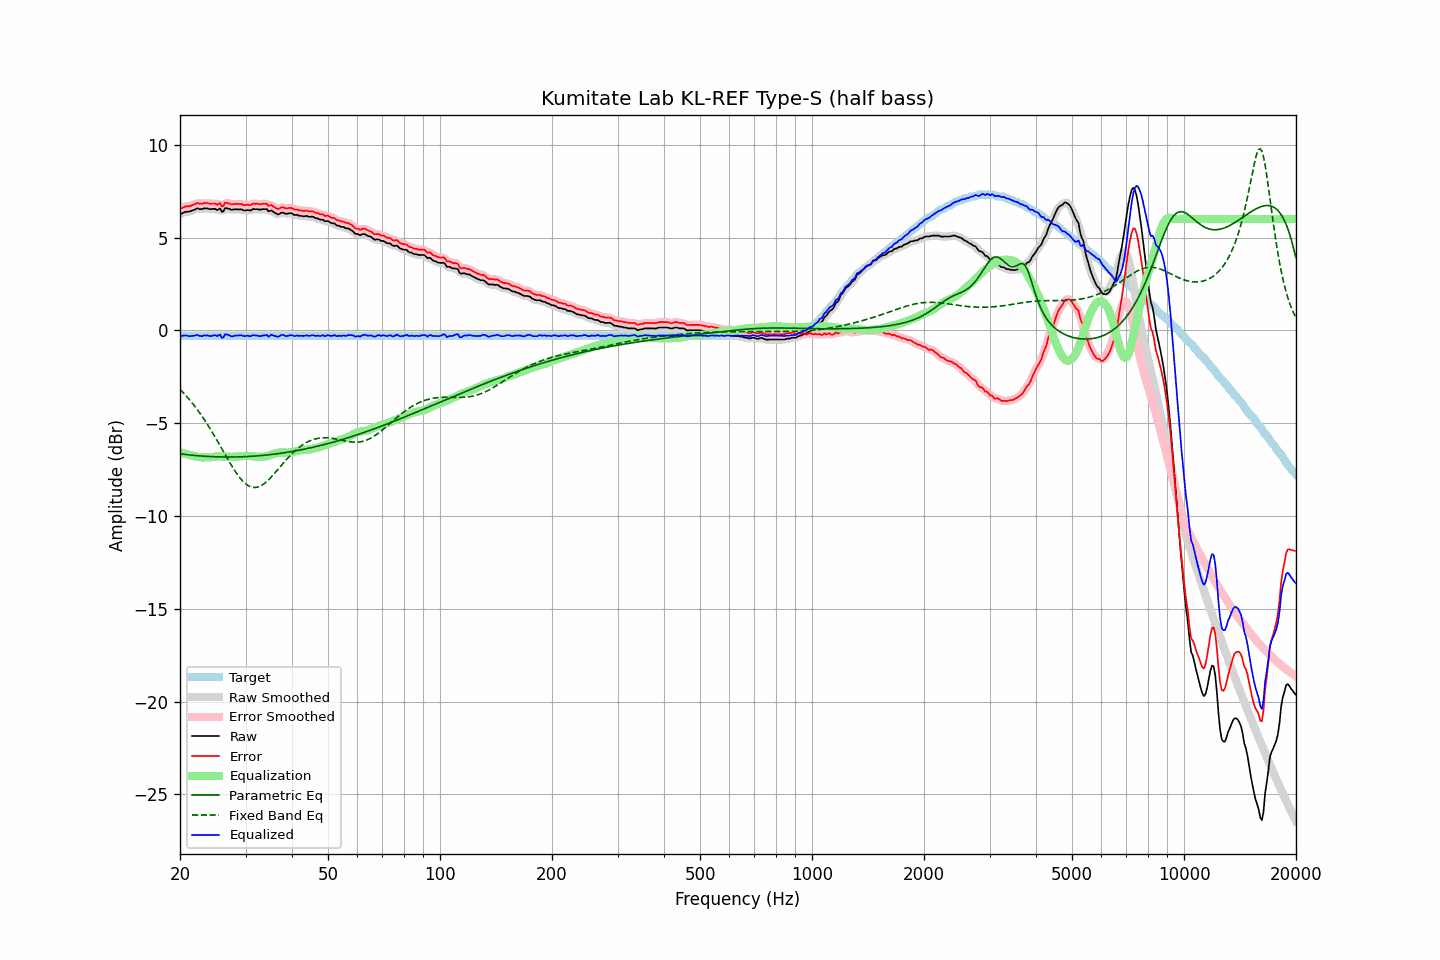 Kumitate Lab KL-REF Type-S (half bass)
Amplitude (dBr)
10
5
0
−5
−10
−15
−20
−25
Target
Raw Smoothed
Error Smoothed
Raw
Error
Equalization
Parametric Eq
Fixed Band Eq
Equalized
20 50 100 200 500 1000 2000 5000 10000 20000
Frequency (Hz)